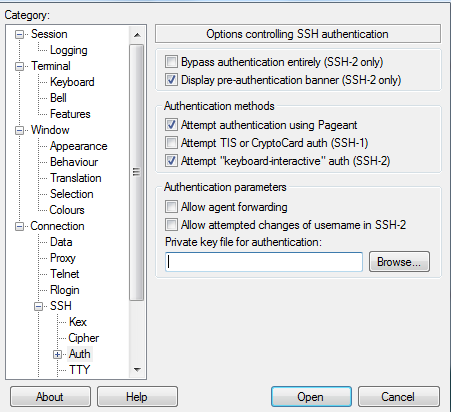 Category:
Session
Logging
Terminal
Keyboard
Bell
Features
Window
Appearance
Behaviour
Translation
Selection
Colours
Connection
Data
Proxy
Telnet
Rlogin
SSH
Kex
Cipher
Auth
TTY
Options controlling SSH authentication
Bypass authentication entirely (SSH-2 only)
Display pre-authentication banner (SSH-2 only)
Authentication methods
Attempt authentication using Pageant
Attempt TIS or CryptoCard auth (SSH-1)
Attempt "keyboard-interactive" auth (SSH-2)
Authentication parameters
Allow agent forwarding
Allow attempted changes of username in SSH-2
Private key file for authentication:
Browse...
About
Help
Open
Cancel